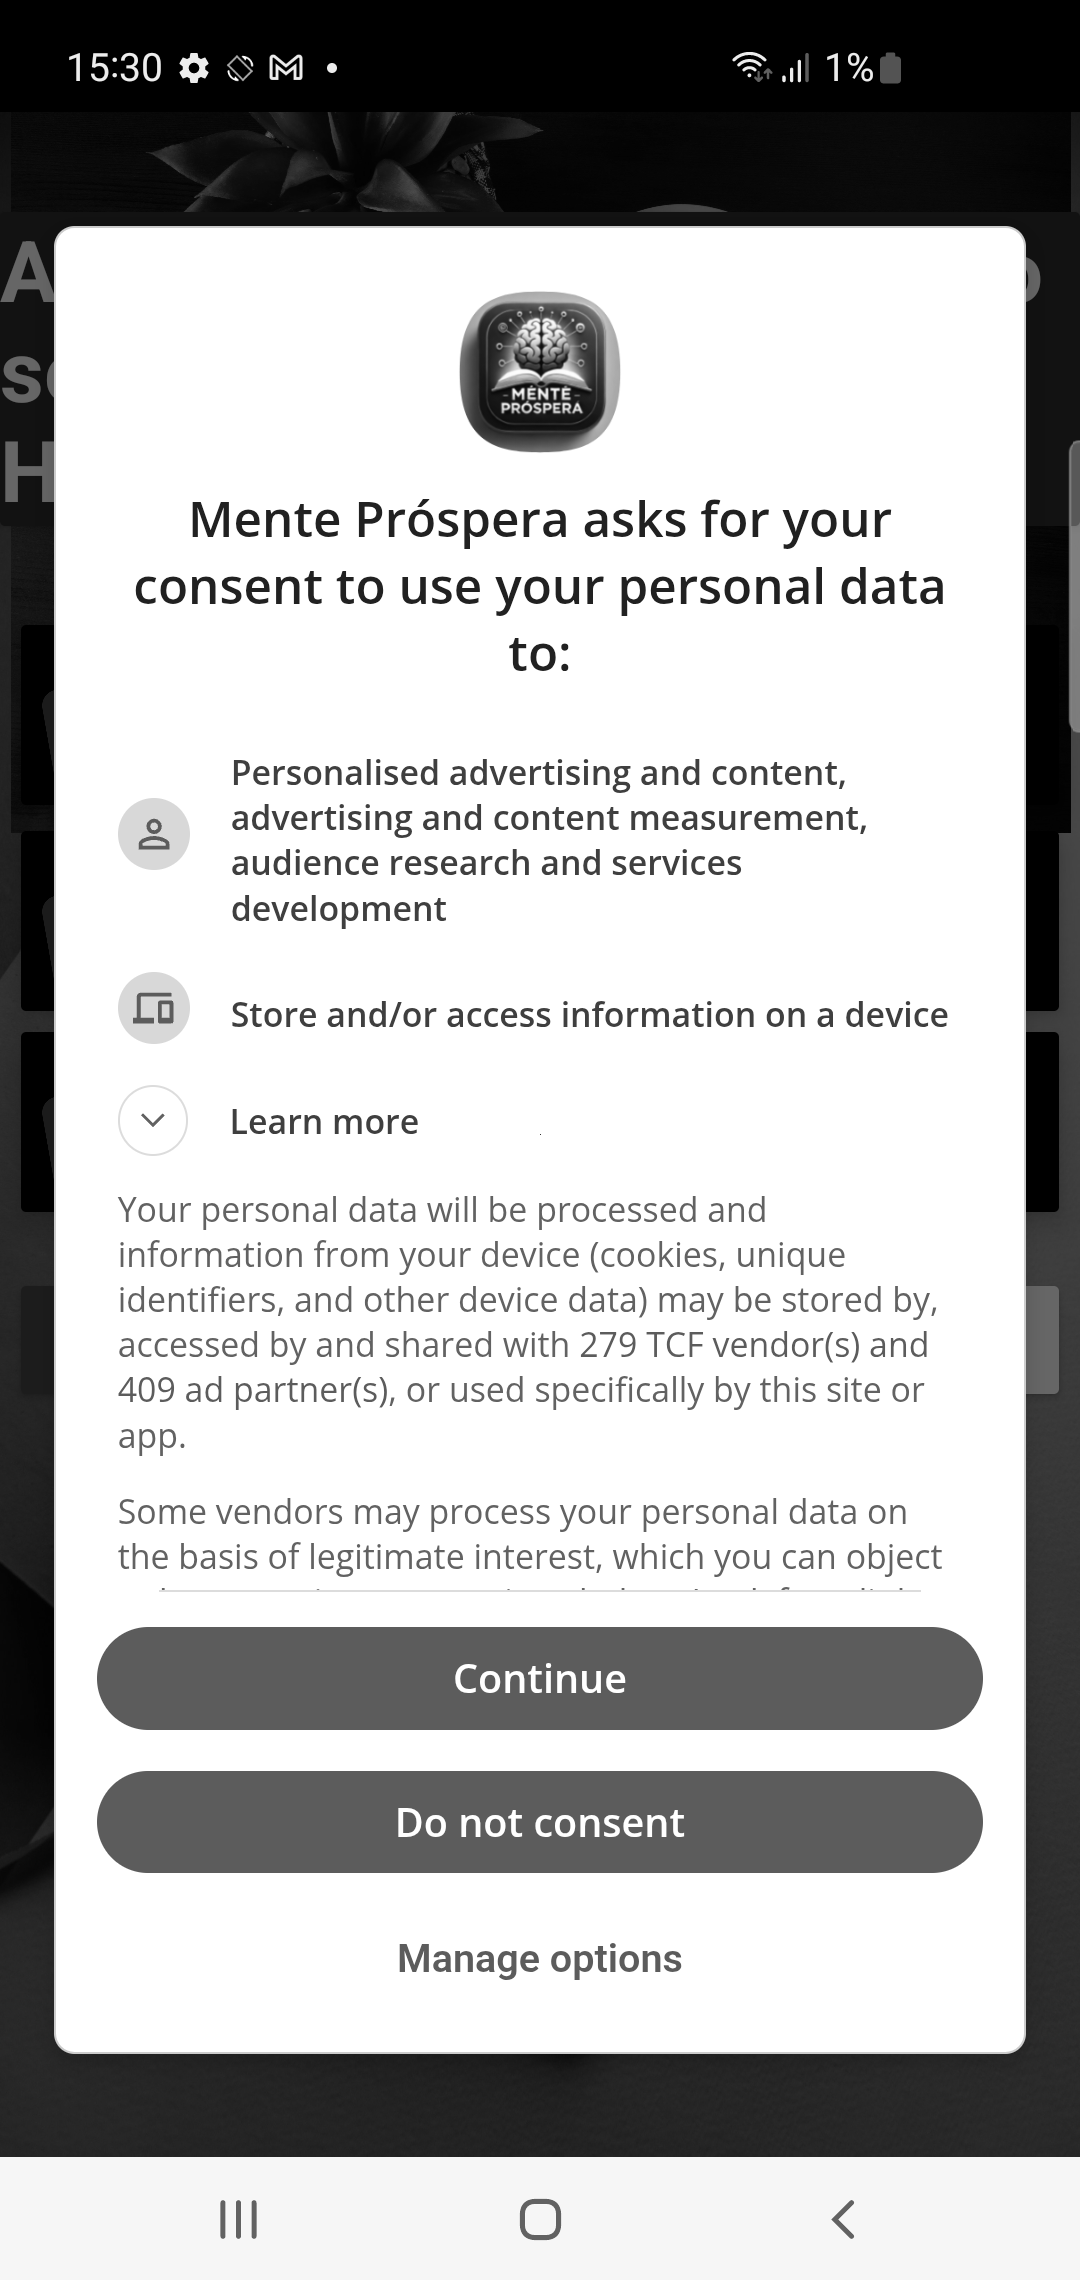 15:30 1%
MENTE
PRÓSPERA
Mente Próspera asks for your
consent to use your personal data
to:
Personalised advertising and content,
advertising and content measurement,
audience research and services
development
Store and/or access information on a device
Learn more
Your personal data will be processed and
information from your device (cookies, unique
identifiers, and other device data) may be stored by,
accessed by and shared with 279 TCF vendor(s) and
409 ad partner(s), or used specifically by this site or
app.
Some vendors may process your personal data on
the basis of legitimate interest, which you can object
Continue
Do not consent
Manage options